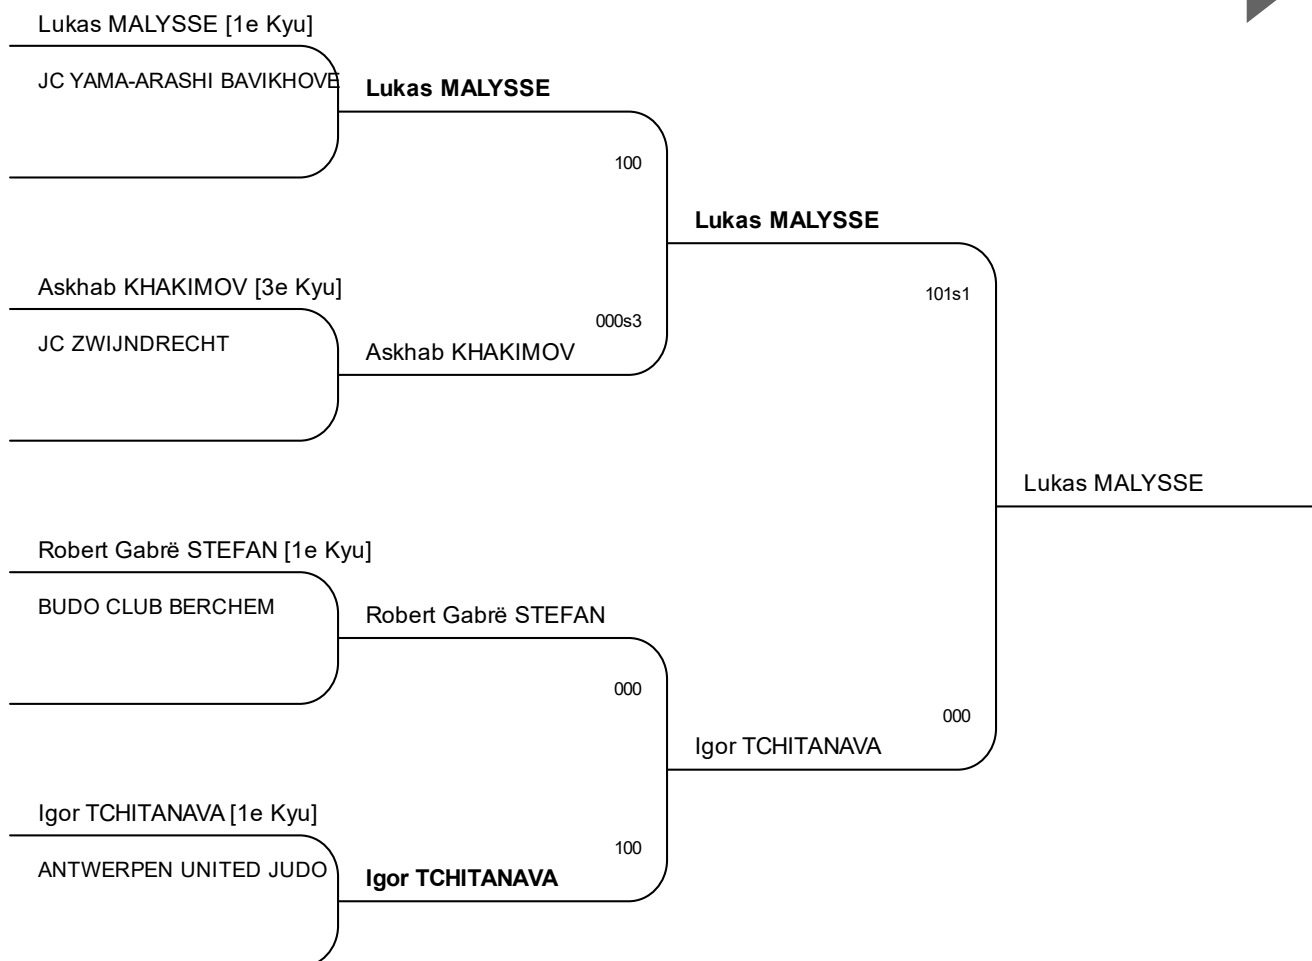 Lukas MALYSSE [1e Kyu]
JC YAMA-ARASHI BAVIKHOVE
Lukas MALYSSE
100
Lukas MALYSSE
Askhab KHAKIMOV [3e Kyu]
101s1
000s3
JC ZWIJNDRECHT
Askhab KHAKIMOV
Lukas MALYSSE
Robert Gabrë STEFAN [1e Kyu]
BUDO CLUB BERCHEM
Robert Gabrë STEFAN
000
000
Igor TCHITANAVA
Igor TCHITANAVA [1e Kyu]
100
ANTWERPEN UNITED JUDO
Igor TCHITANAVA